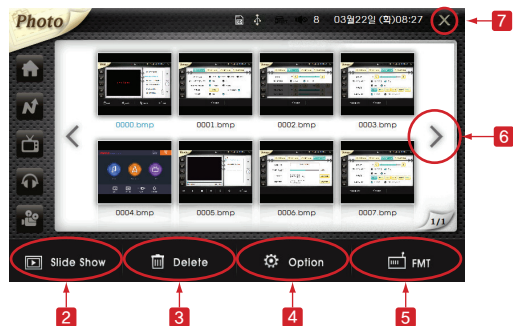 Photo
8 03월22일 (화)08:27
7
0000.bmp 0001.bmp 0002.bmp 0003.bmp
6
0004.bmp 0005.bmp 0006.bmp 0007.bmp
1/1
Slide Show Delete Option FMT
2 3 4 5